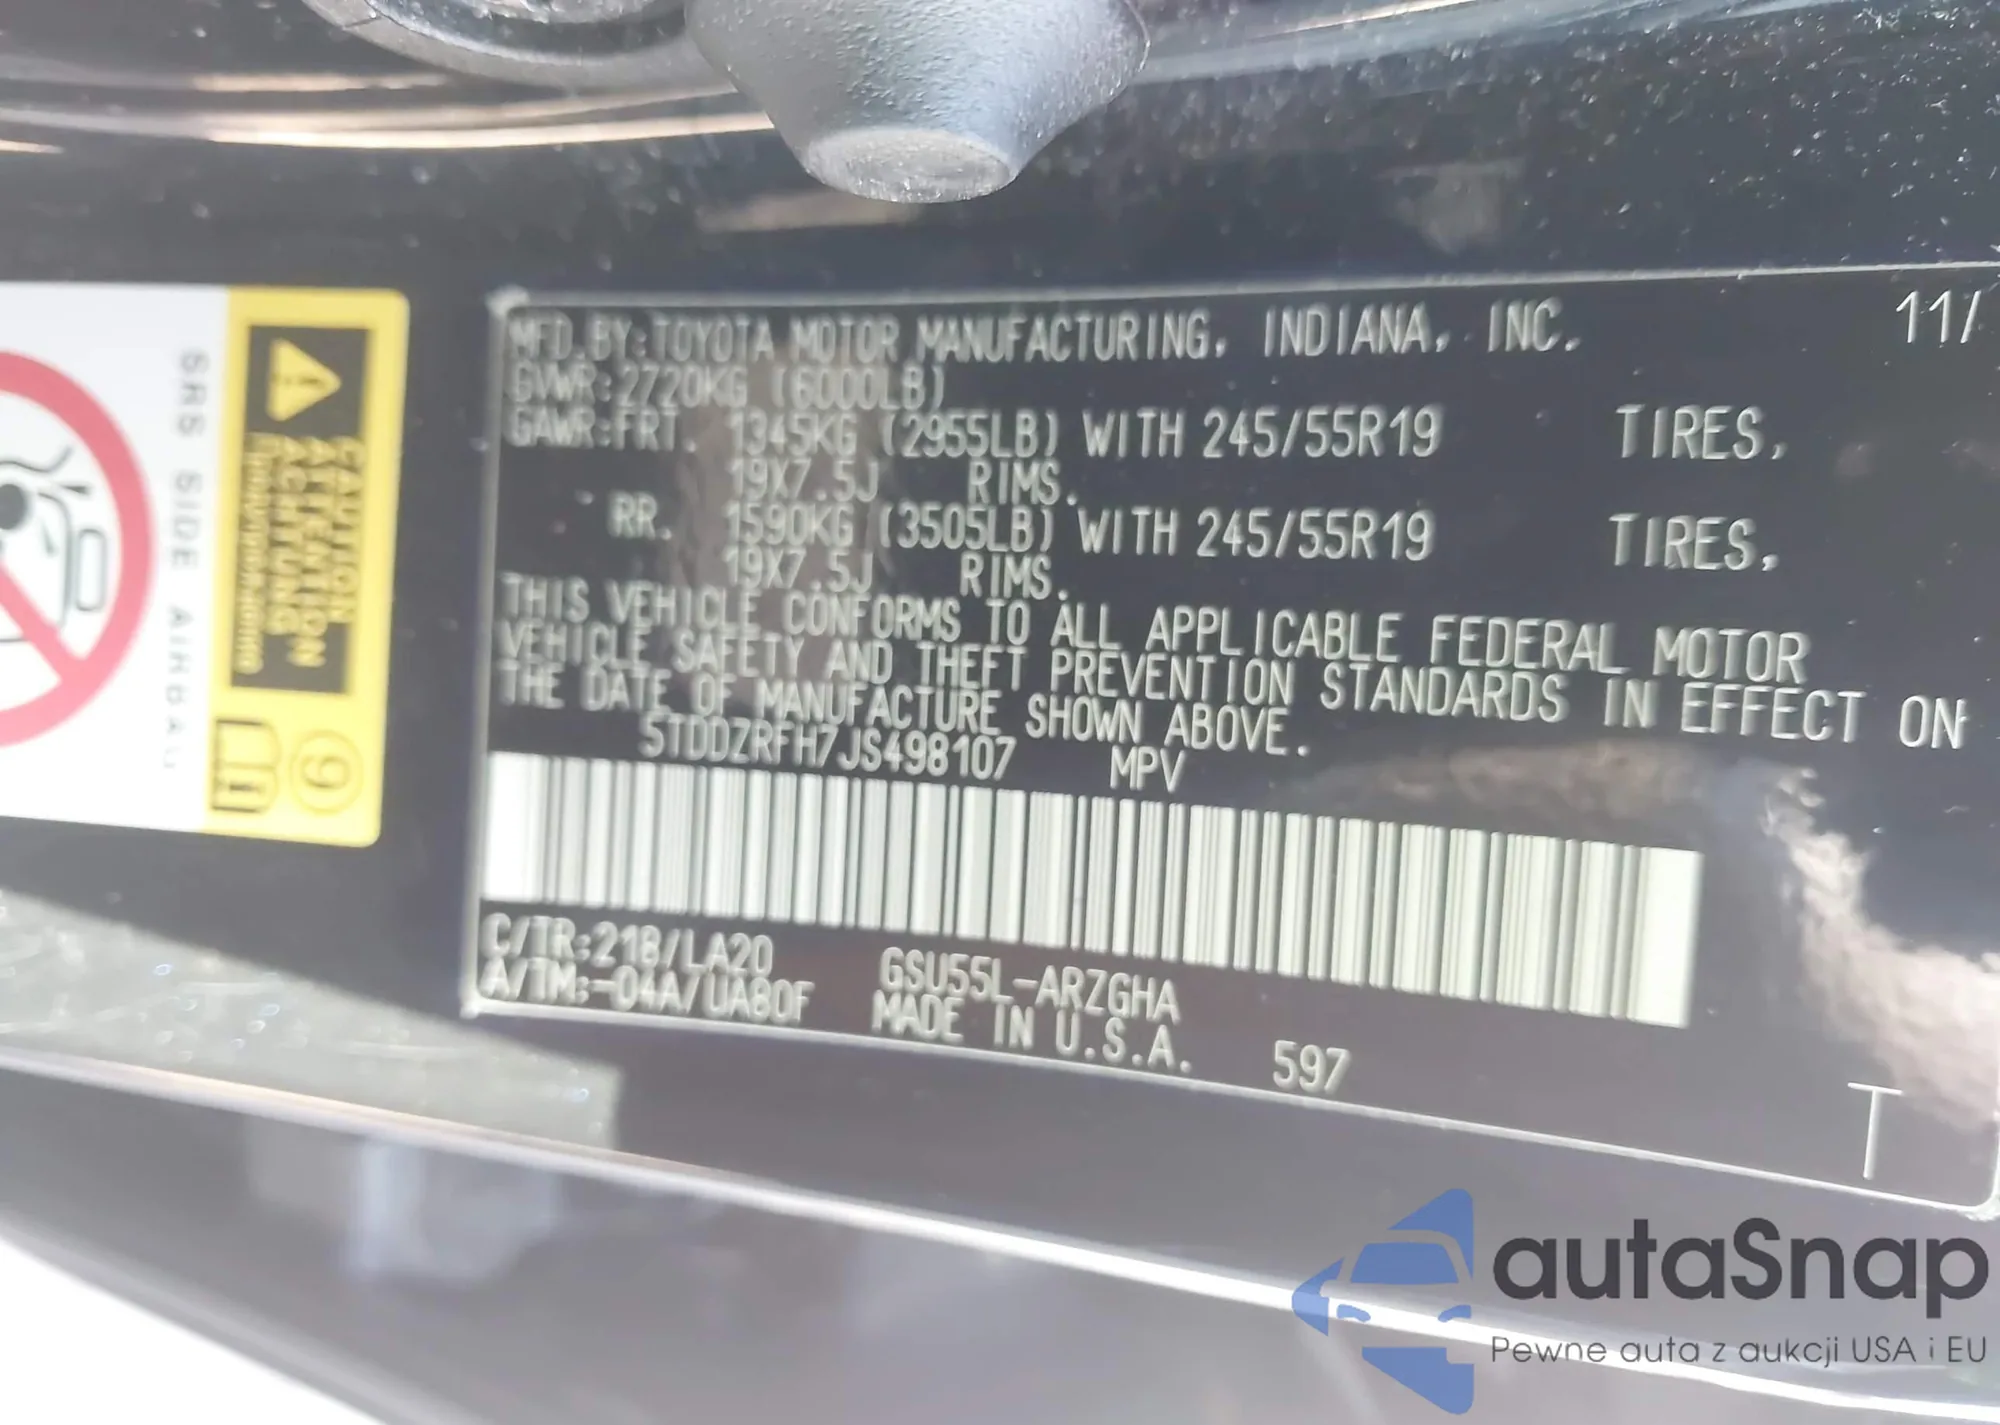 11/
MFD.BY:TOYOTA MOTOR MANUFACTURING, INDIANA, INC.
GVWR:2720KG (6000LB)
GAWR:FRT. 1345KG (2955LB) WITH 245/55R19 TIRES,
19X7.5J RIMS.
RR. 1590KG (3505LB) WITH 245/55R19 TIRES,
19X7.5J RIMS.
THIS VEHICLE CONFORMS TO ALL APPLICABLE FEDERAL MOTOR
VEHICLE SAFETY AND THEFT PREVENTION STANDARDS IN EFFECT ON
THE DATE OF MANUFACTURE SHOWN ABOVE.
5TDDZRFH7JS498107 MPV
C/TR:218/LA20 GSU55L-ARZGHA
A/TM:-04A/UA80F MADE IN U.S.A. 597
T
SRS SIDE AIRBAG
CAUTION
ATTENTION
ACHTUNG
9
autaSnap
Pewne auta z aukcji USA i EU